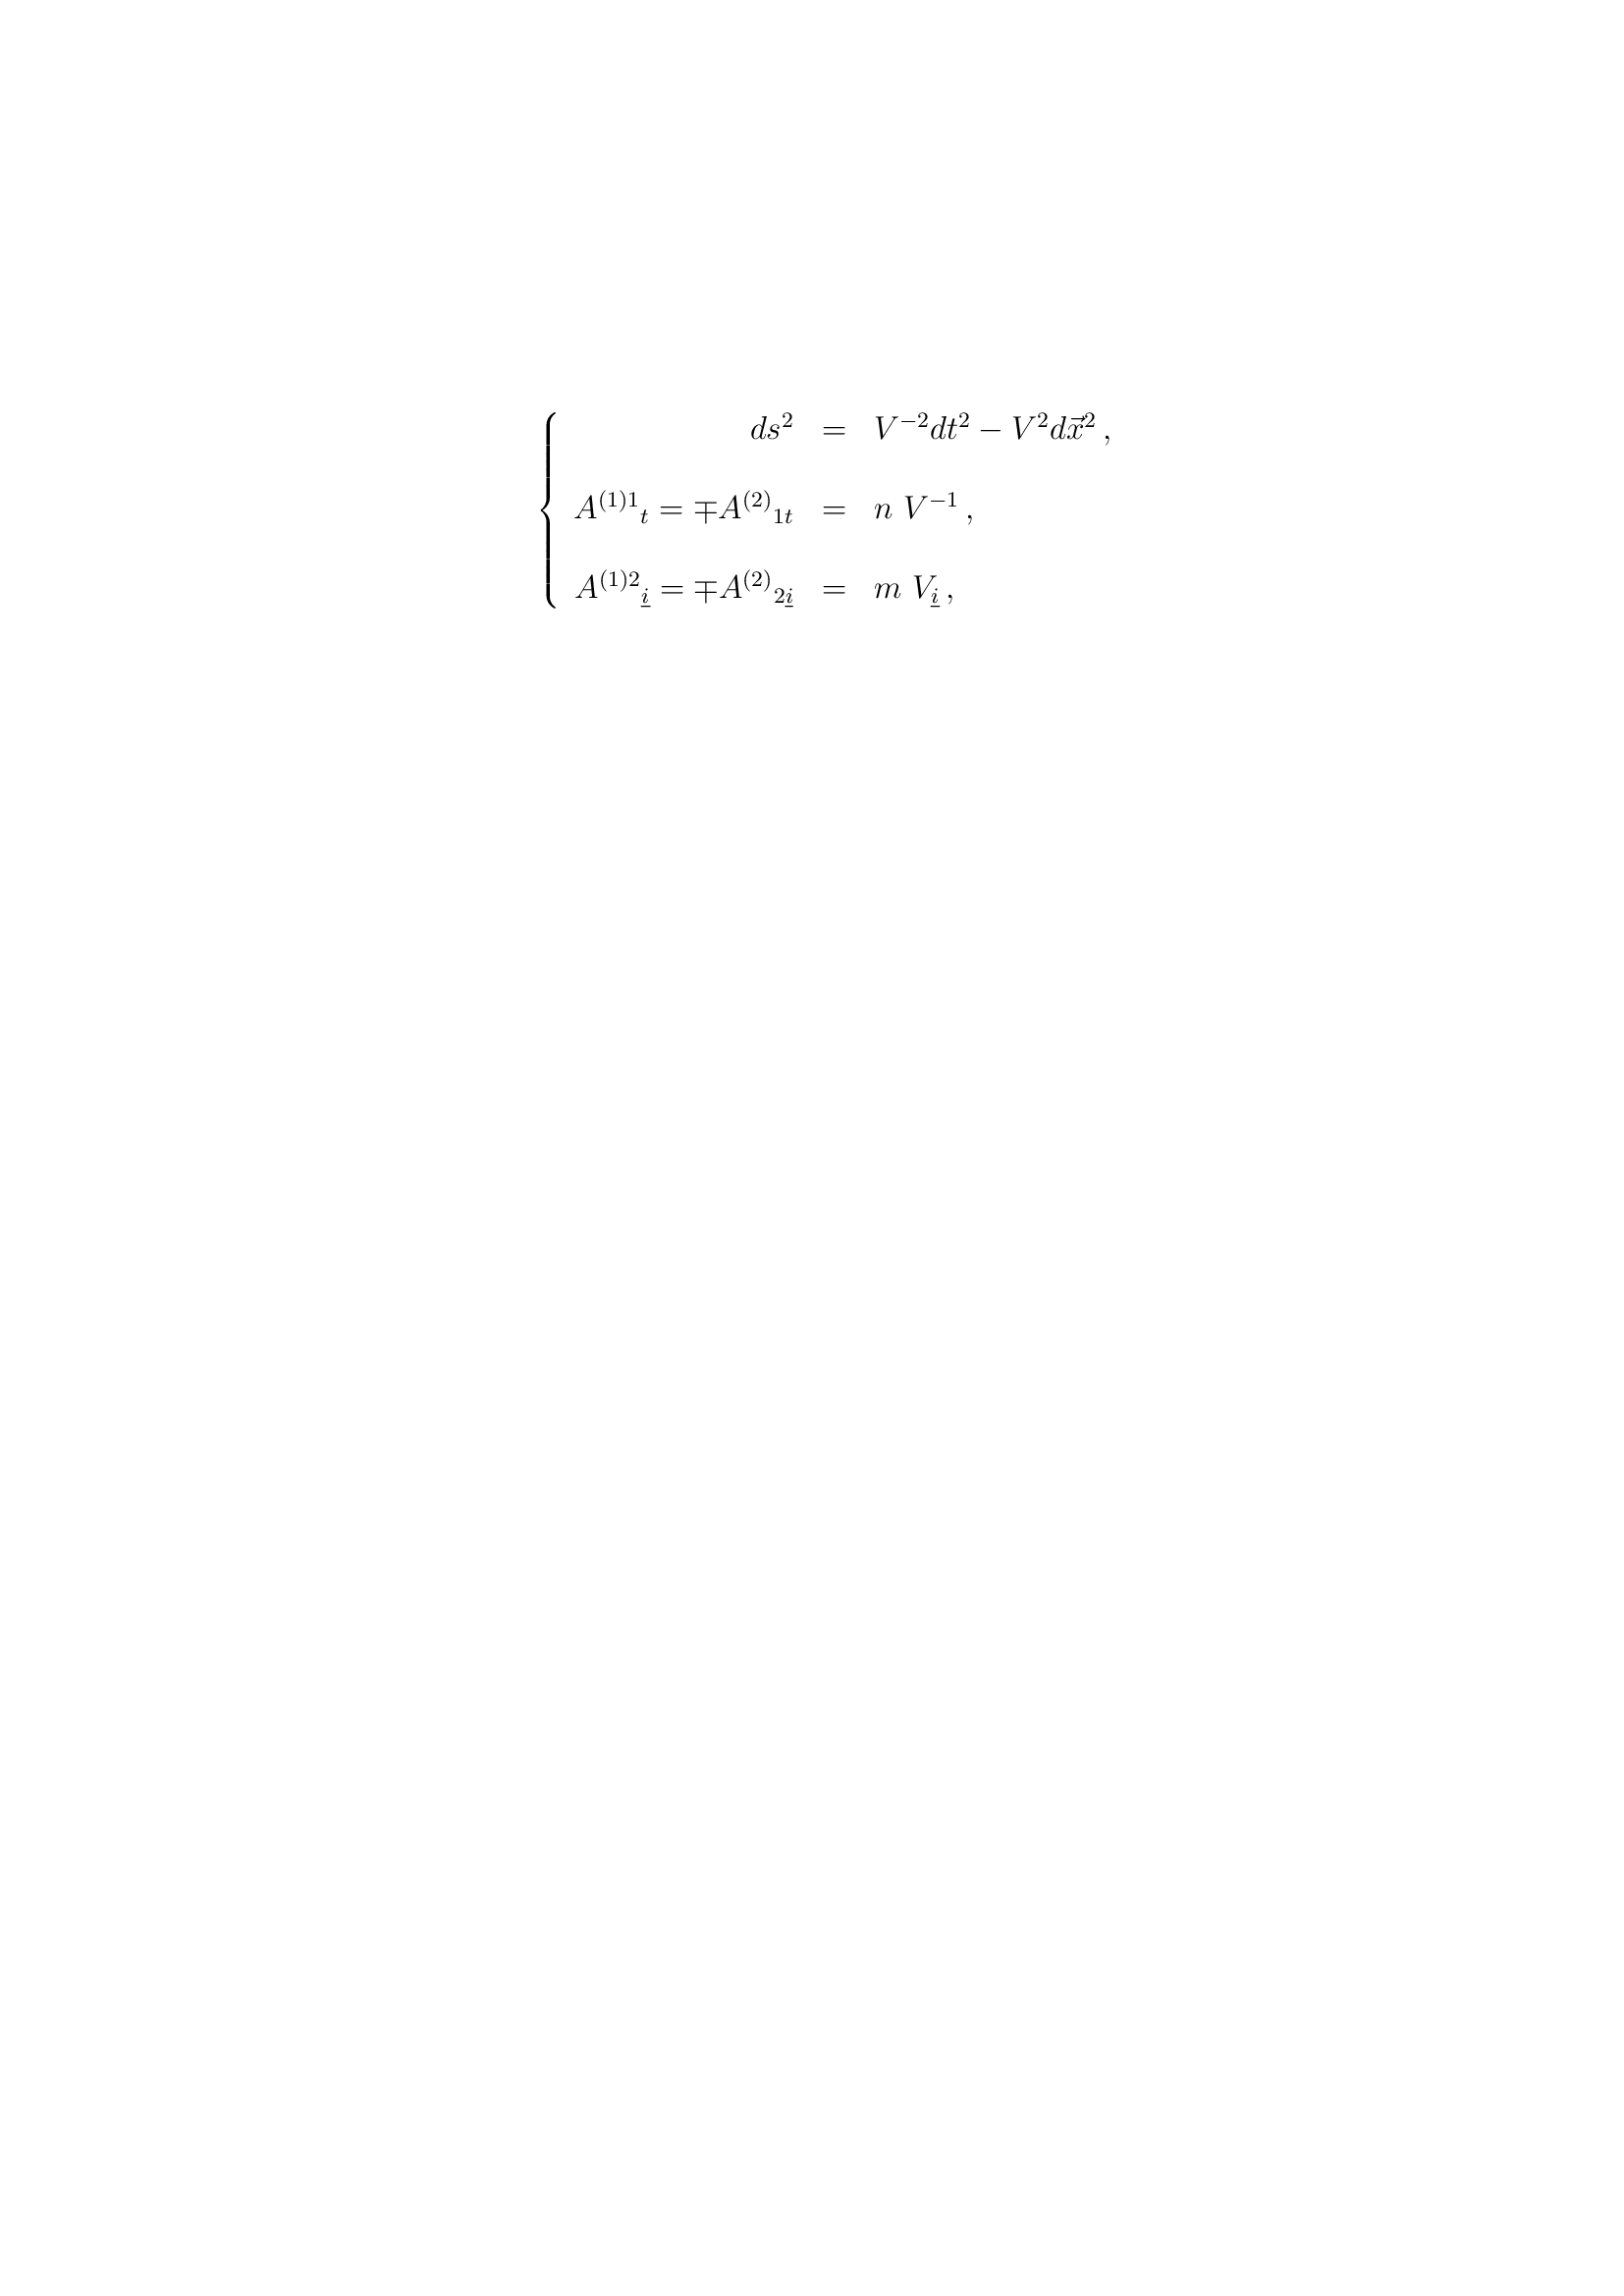 \left\{ \begin{array}{rcl} ds^{2} & = & V^{-2}dt^{2}-V^{2}d\vec{x}^{2}\, ,
A^{(1)1}{}_{t}=\mp A^{(2)}{}_{1t} & = & n\ V^{-1}\, ,
A^{(1)2}{}_{\underline{i}}=\mp A^{(2)}{}_{2\underline{i}} & = & m\ V_{\underline{i}}\, , \end{array} \right.